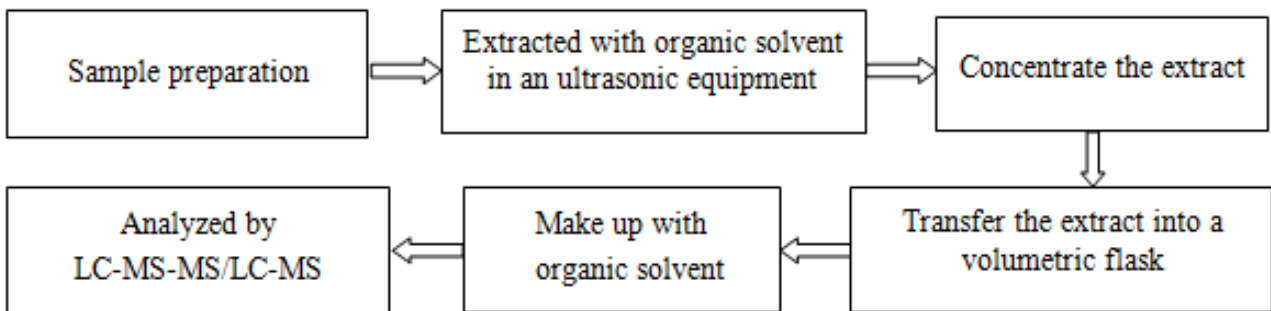 Sample preparation
Extracted with organic solvent
in an ultrasonic equipment
Concentrate the extract
Transfer the extract into a
volumetric flask
Make up with
organic solvent
Analyzed by
LC-MS-MS/LC-MS